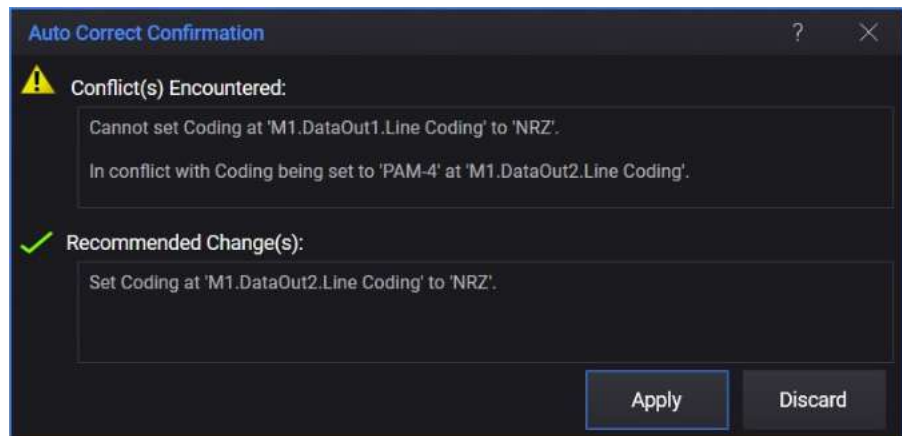 Auto Correct Confirmation ?
Conflict(s) Encountered:
Cannot set Coding at 'M1.DataOut1.Line Coding' to 'NRZ'.
In conflict with Coding being set to 'PAM-4' at 'M1.DataOut2.Line Coding'.
Recommended Change(s):
Set Coding at 'M1.DataOut2.Line Coding' to 'NRZ'.
Apply Discard